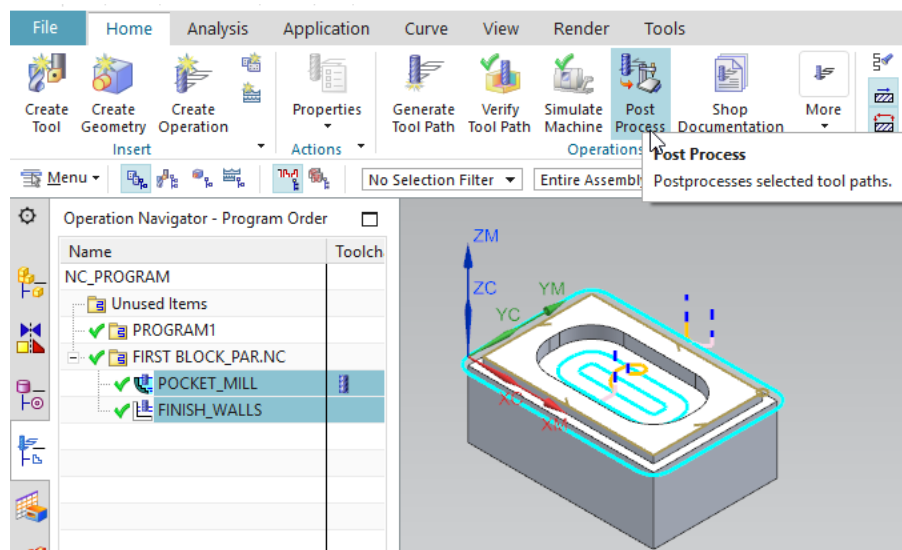 File Home Analysis Application Curve View Render Tools
Create Tool Create Geometry Create Operation Properties Generate Tool Path Verify Tool Path Simulate Machine Post Process Shop Documentation More
Insert Actions Operations
Post Process
Postprocesses selected tool paths.
Menu No Selection Filter Entire Assembl
Operation Navigator - Program Order
Name Toolch
NC_PROGRAM
Unused Items
PROGRAM1
FIRST BLOCK_PAR.NC
POCKET_MILL
FINISH_WALLS
ZM
ZC YM
YC
XC
XM